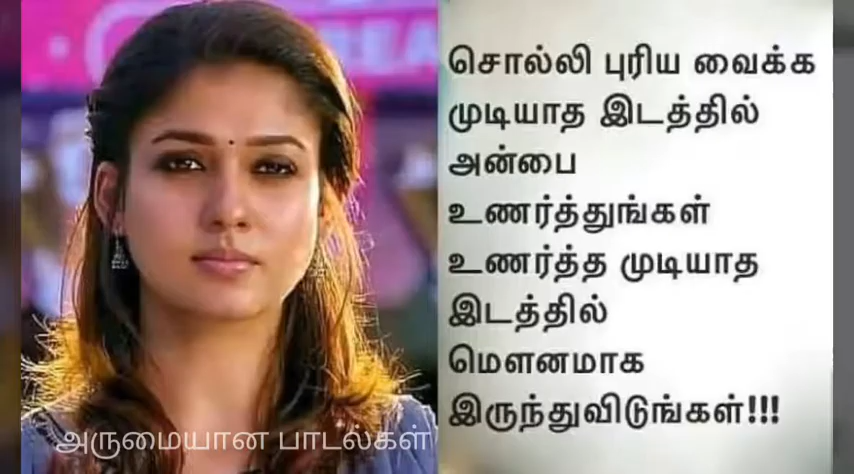 சொல்லி புரிய வைக்க
முடியாத இடத்தில்
அன்பை
உணர்த்துங்கள்
உணர்த்த முடியாத
இடத்தில்
மௌனமாக
இருந்துவிடுங்கள்!!!
அருமையான பாடல்கள்